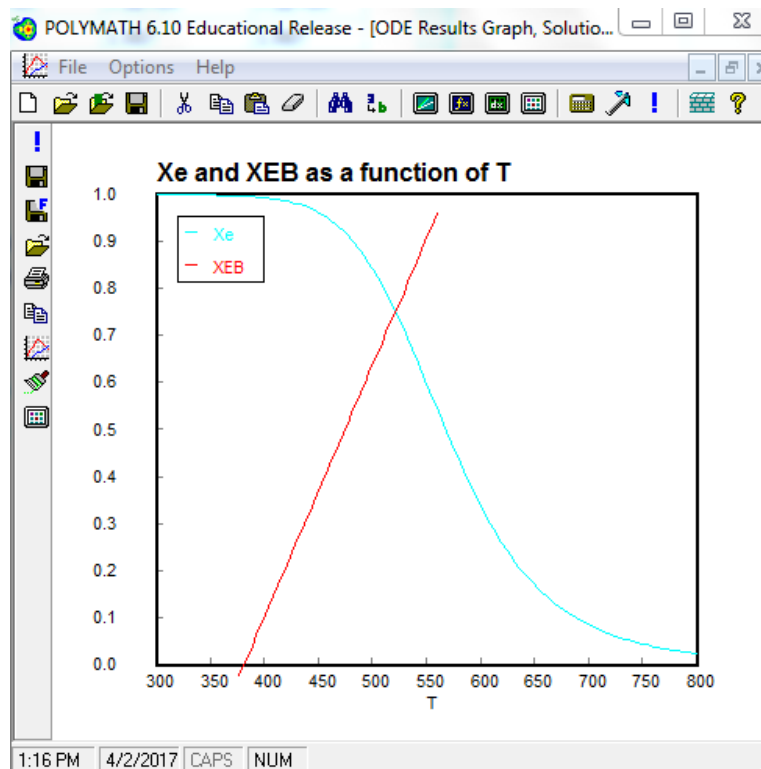 POLYMATH 6.10 Educational Release - [ODE Results Graph, Solutio...
File Options Help
Xe and XEB as a function of T
1.0
0.9
0.8
0.7
0.6
0.5
0.4
0.3
0.2
0.1
0.0
Xe
XEB
300 350 400 450 500 550 600 650 700 750 800
T
1:16 PM 4/2/2017 CAPS NUM